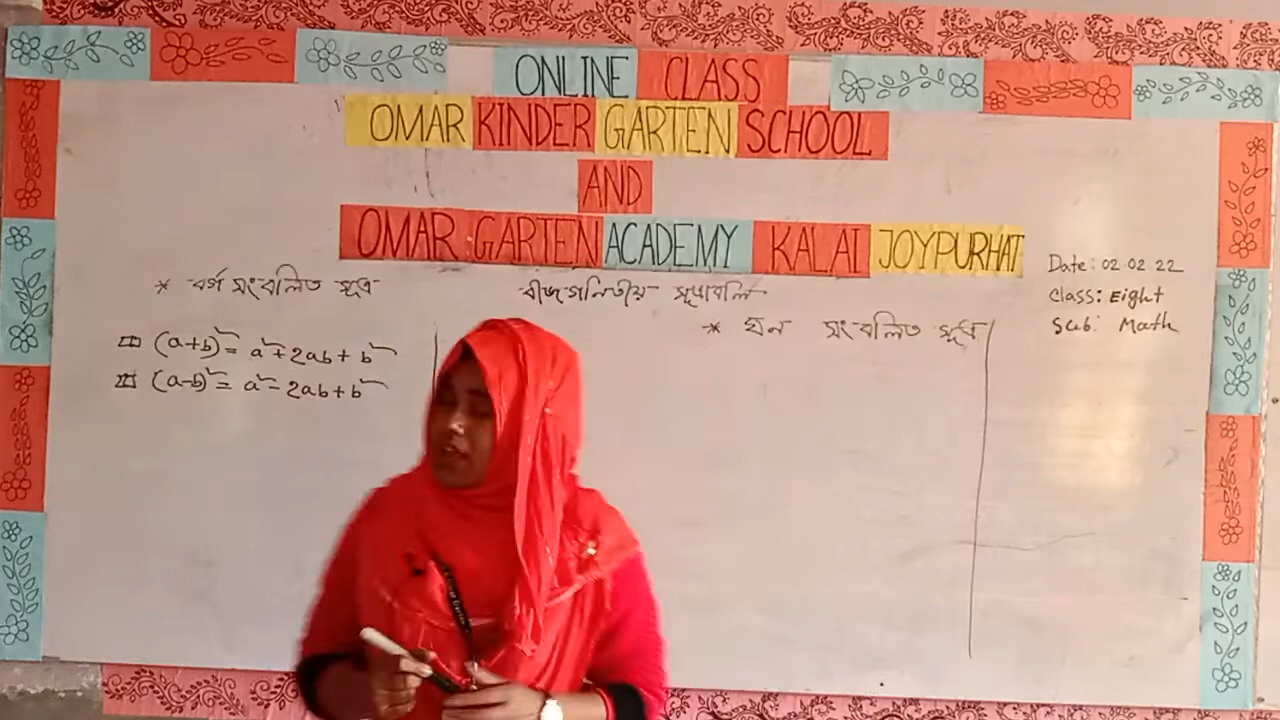 ONLINE CLASS
OMAR KINDER GARTEN SCHOOL
AND
OMAR GARTEN ACADEMY KALAI JOYPURHAT
Date: 02.02.22
Class: Eight
Sub: Math
বীজগনিতীয় সূত্রাবলি
* বর্গ সংবলিত সূত্র
(a+b)² = a²+2ab+b²
(a-b)² = a²-2ab+b²
* ঘন সংবলিত সূত্র